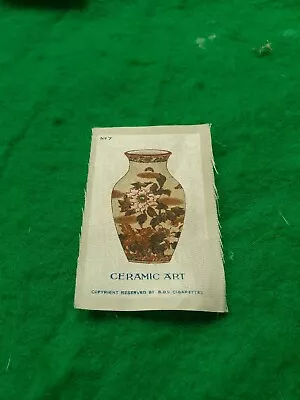 Nº 7
CERAMIC ART
COPYRIGHT RESERVED BY B.D.V. CIGARETTES